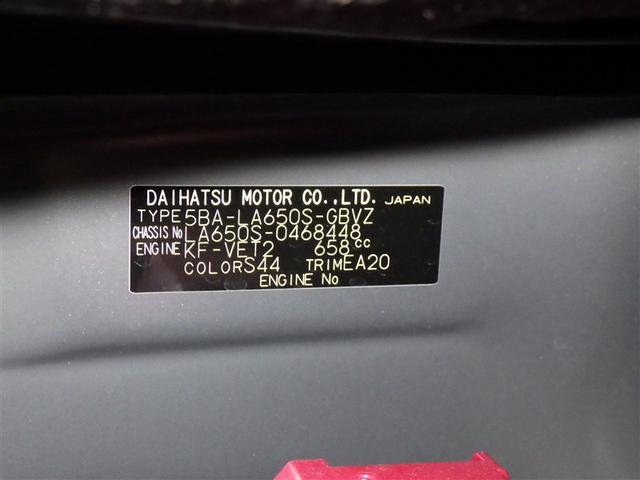 DAIHATSU MOTOR CO.,LTD. JAPAN
TYPE 5BA-LA650S-GBVZ
CHASSIS No LA650S-0468448
ENGINE KF-VET2 658cc
COLOR S44 TRIM EA20
ENGINE No